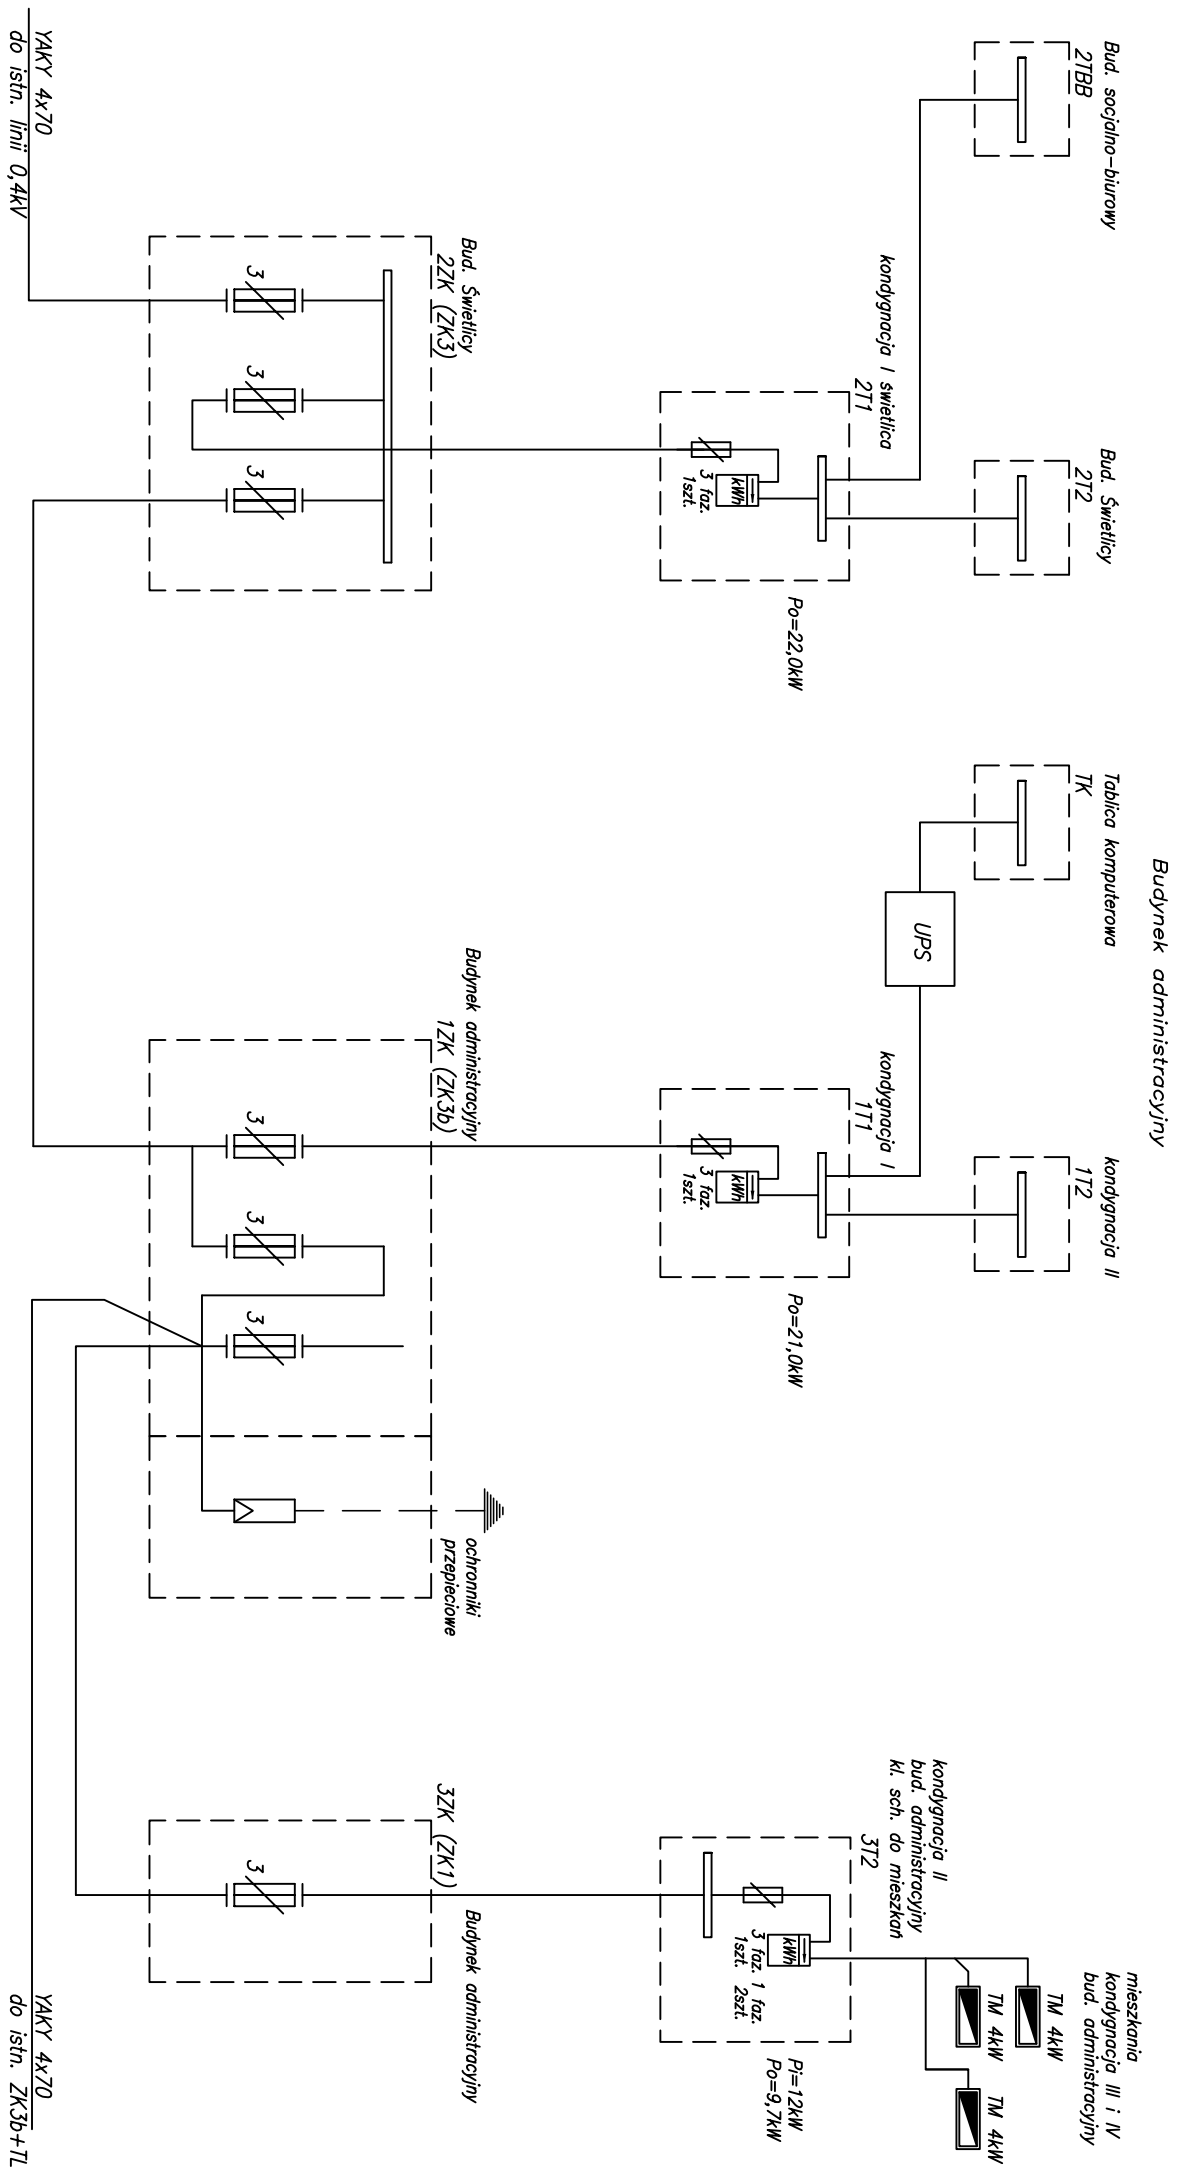 Budynek administracyjny
Bud. socjalno-biurowy
2TBB
Bud. Świetlicy
2T2
Tablica komputerowa
TK
kondygnacja II
1T2
mieszkania
kondygnacja III i IV
bud. administracyjny
TM 4kW
TM 4kW
TM 4kW
kondygnacja I świetlica
2T1
kWh
3 faz.
1szt.
Po=22,0kW
UPS
kondygnacja I
1T1
kWh
3 faz.
1szt.
Po=21,0kW
kondygnacja II
bud. administracyjny
kl. sch. do mieszkań
3T2
kWh
3 faz. 1 faz.
1szt. 2szt.
Pi=12kW
Po=9,7kW
Bud. Świetlicy
2ZK (ZK3)
3
3
3
Budynek administracyjny
1ZK (ZK3b)
3
3
3
ochronniki
przepieciowe
3ZK (ZK1)
Budynek administracyjny
3
YAKY 4x70
do istn. linii 0,4kV
YAKY 4x70
do istn. ZK3b+TL